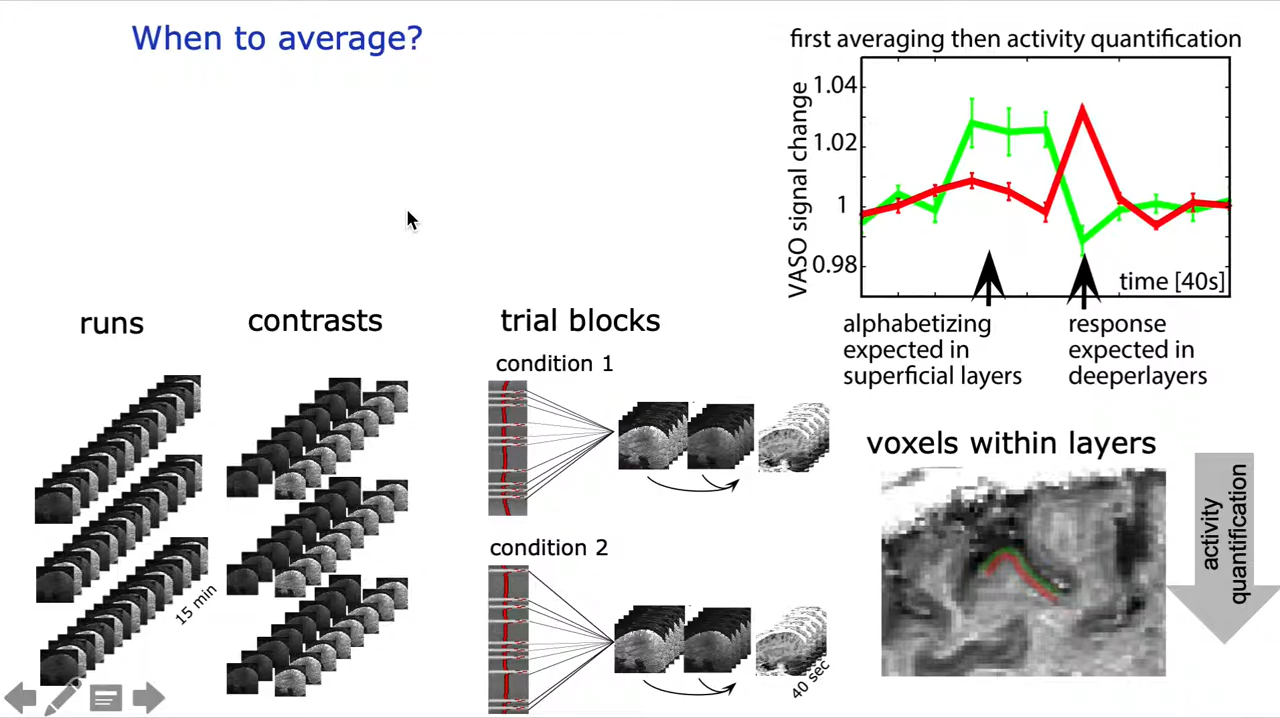 When to average?
first averaging then activity quantification
VASO signal change
1.04
1.02
1
0.98
time [40s]
alphabetizing
expected in
superficial layers
response
expected in
deeperlayers
runs
contrasts
trial blocks
condition 1
condition 2
15 min
40 sec
voxels within layers
activity
quantification